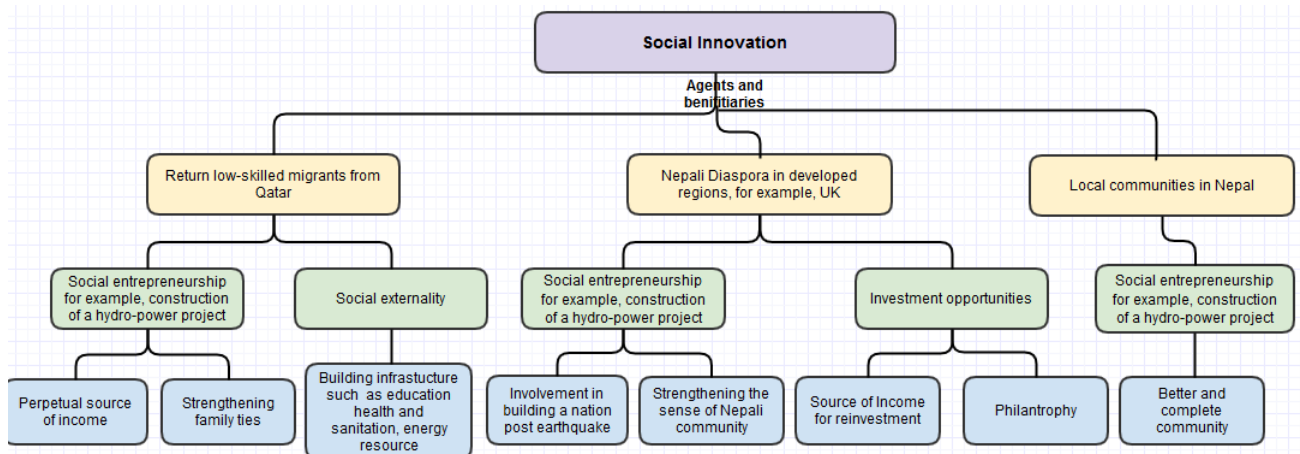 Social Innovation
Agents and
benifitiaries
Return low-skilled migrants from
Qatar
Nepali Diaspora in developed
regions, for example, UK
Local communities in Nepal
Social entrepreneurship
for example, construction
of a hydro-power project
Social externality
Social entrepreneurship
for example, construction
of a hydro-power project
Investment opportunities
Social entrepreneurship
for example, construction
of a hydro-power project
Perpetual source
of income
Strengthening
family ties
Building infrastucture
such as education
health and
sanitation, energy
resource
Involvement in
building a nation
post earthquake
Strengthening the
sense of Nepali
community
Source of Income
for reinvestment
Philantrophy
Better and
complete
community